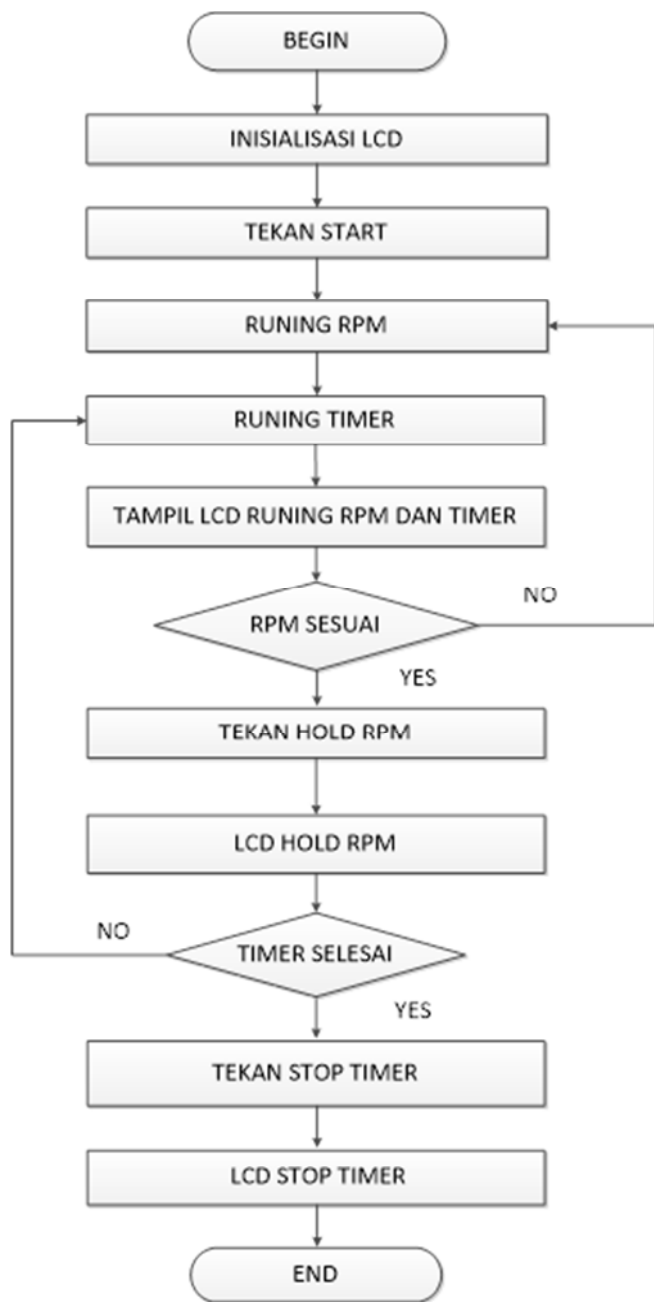 BEGIN
INISIALISASI LCD
TEKAN START
RUNING RPM
RUNING TIMER
TAMPIL LCD RUNING RPM DAN TIMER
NO
RPM SESUAI
YES
TEKAN HOLD RPM
LCD HOLD RPM
NO
TIMER SELESAI
YES
TEKAN STOP TIMER
LCD STOP TIMER
END